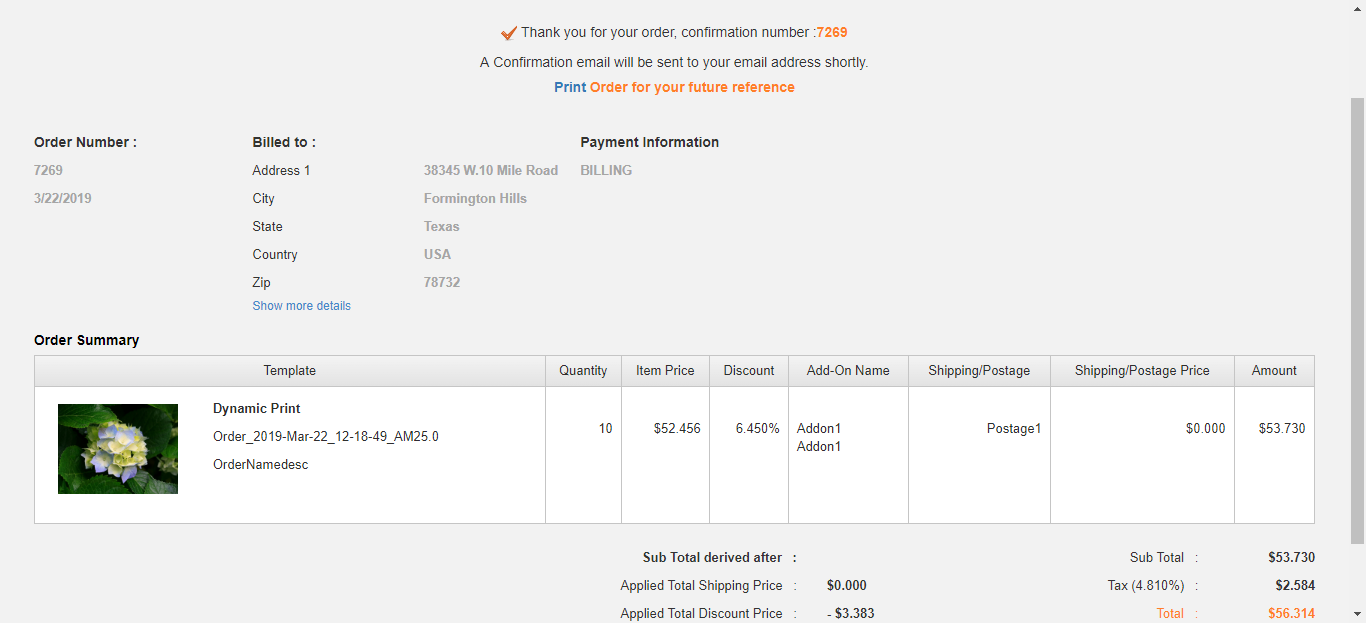 Thank you for your order, confirmation number :7269
A Confirmation email will be sent to your email address shortly.
Print Order for your future reference
Order Number : Billed to : Payment Information
7269 Address 1 38345 W.10 Mile Road BILLING
3/22/2019 City Formington Hills
State Texas
Country USA
Zip 78732
Show more details
Order Summary
Template Quantity Item Price Discount Add-On Name Shipping/Postage Shipping/Postage Price Amount
Dynamic Print
Order_2019-Mar-22_12-18-49_AM25.0 10 $52.456 6.450% Addon1 Postage1 $0.000 $53.730
Addon1
OrderNamedesc
Sub Total derived after : Sub Total : $53.730
Applied Total Shipping Price : $0.000 Tax (4.810%) : $2.584
Applied Total Discount Price : - $3.383 Total : $56.314